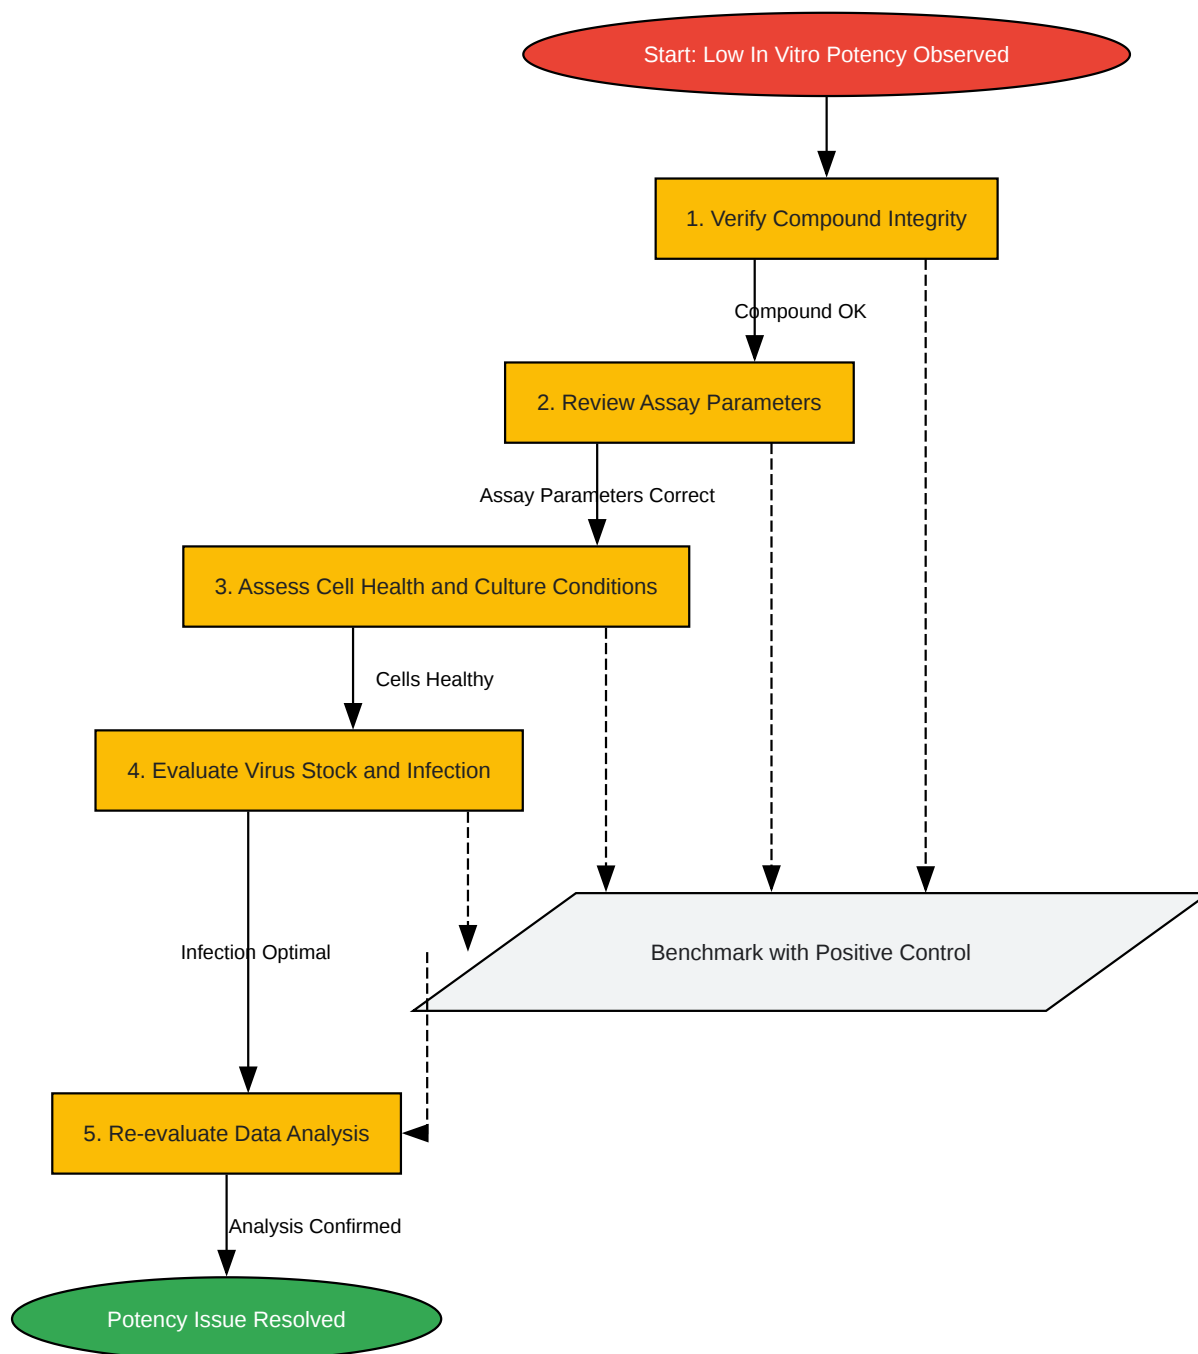 Start: Low In Vitro Potency Observed
1. Verify Compound Integrity
Compound OK
2. Review Assay Parameters
Assay Parameters Correct
3. Assess Cell Health and Culture Conditions
Cells Healthy
4. Evaluate Virus Stock and Infection
Infection Optimal
Benchmark with Positive Control
5. Re-evaluate Data Analysis
Analysis Confirmed
Potency Issue Resolved